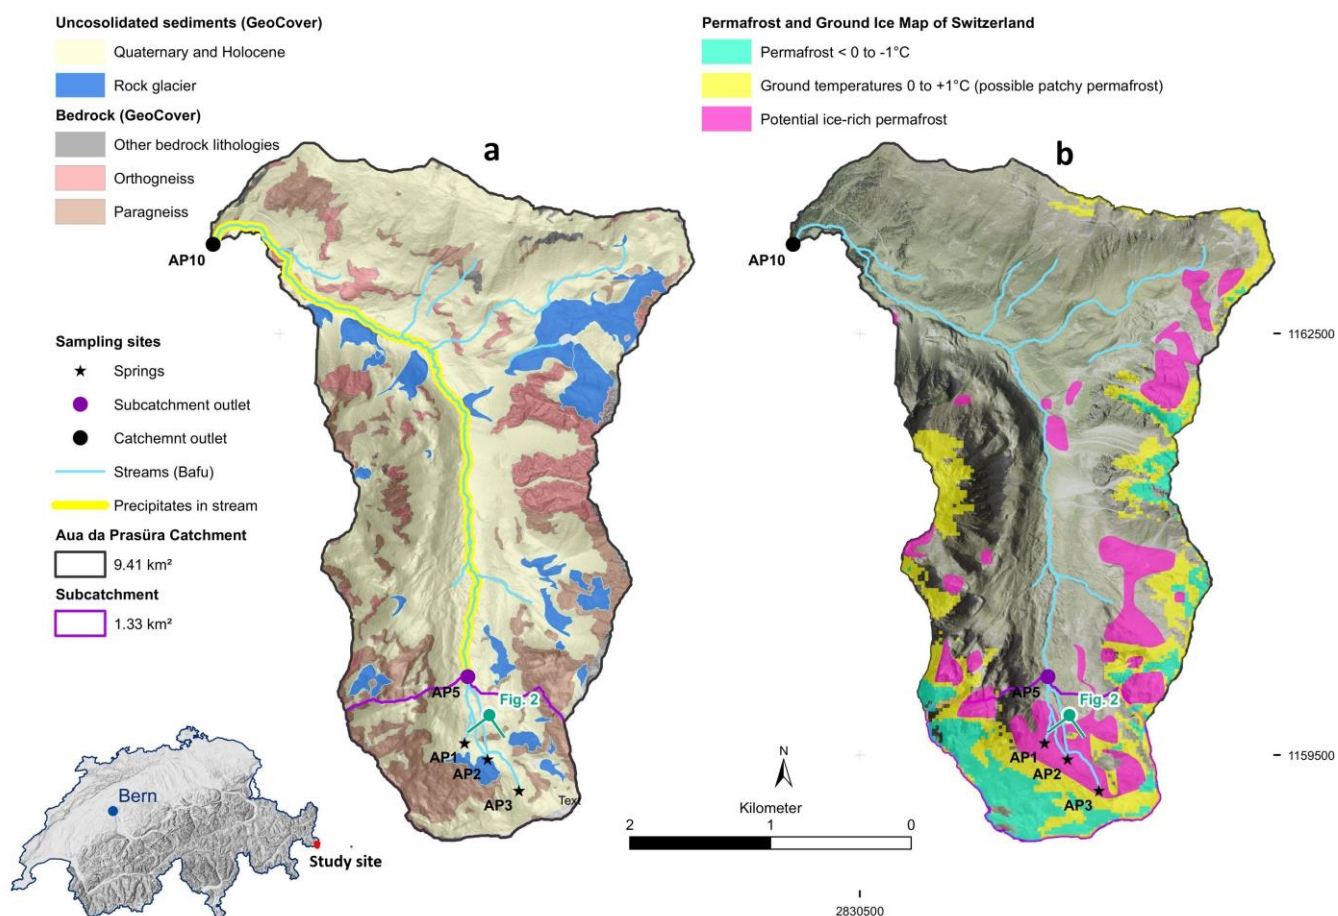 Uncosolidated sediments (GeoCover)
Quaternary and Holocene
Rock glacier
Bedrock (GeoCover)
Other bedrock lithologies
Orthogneiss
Paragneiss
Permafrost and Ground Ice Map of Switzerland
Permafrost < 0 to -1°C
Ground temperatures 0 to +1°C (possible patchy permafrost)
Potential ice-rich permafrost
a
b
AP10
AP10
1162500
Sampling sites
Springs
Subcatchment outlet
Catchemnt outlet
Streams (Bafu)
Precipitates in stream
Aua da Prasüra Catchment
9.41 km²
Subcatchment
1.33 km²
AP5
Fig. 2
AP1
AP2
AP3
Text
AP5
Fig. 2
AP1
AP2
AP3
1159500
N
Kilometer
2
1
0
Bern
Study site
2830500